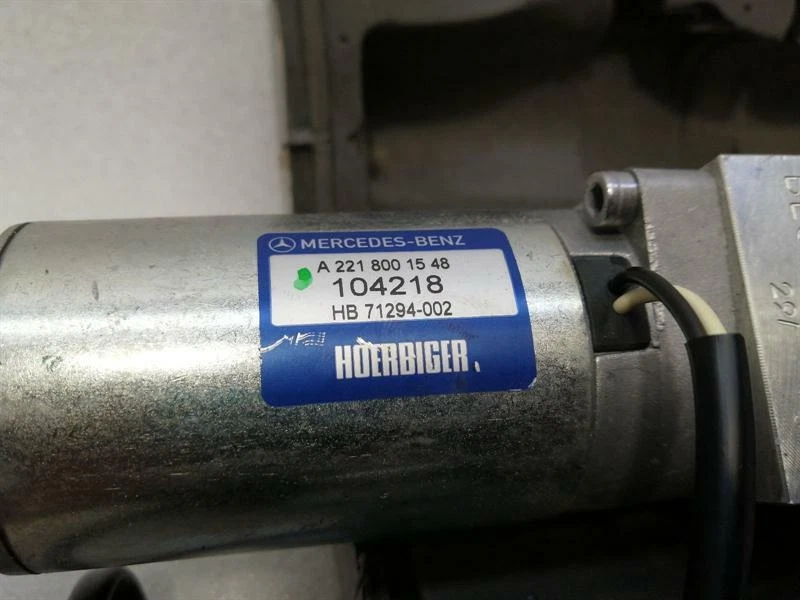 MERCEDES-BENZ
A 221 800 15 48
104218
HB 71294-002
HOERBIGER